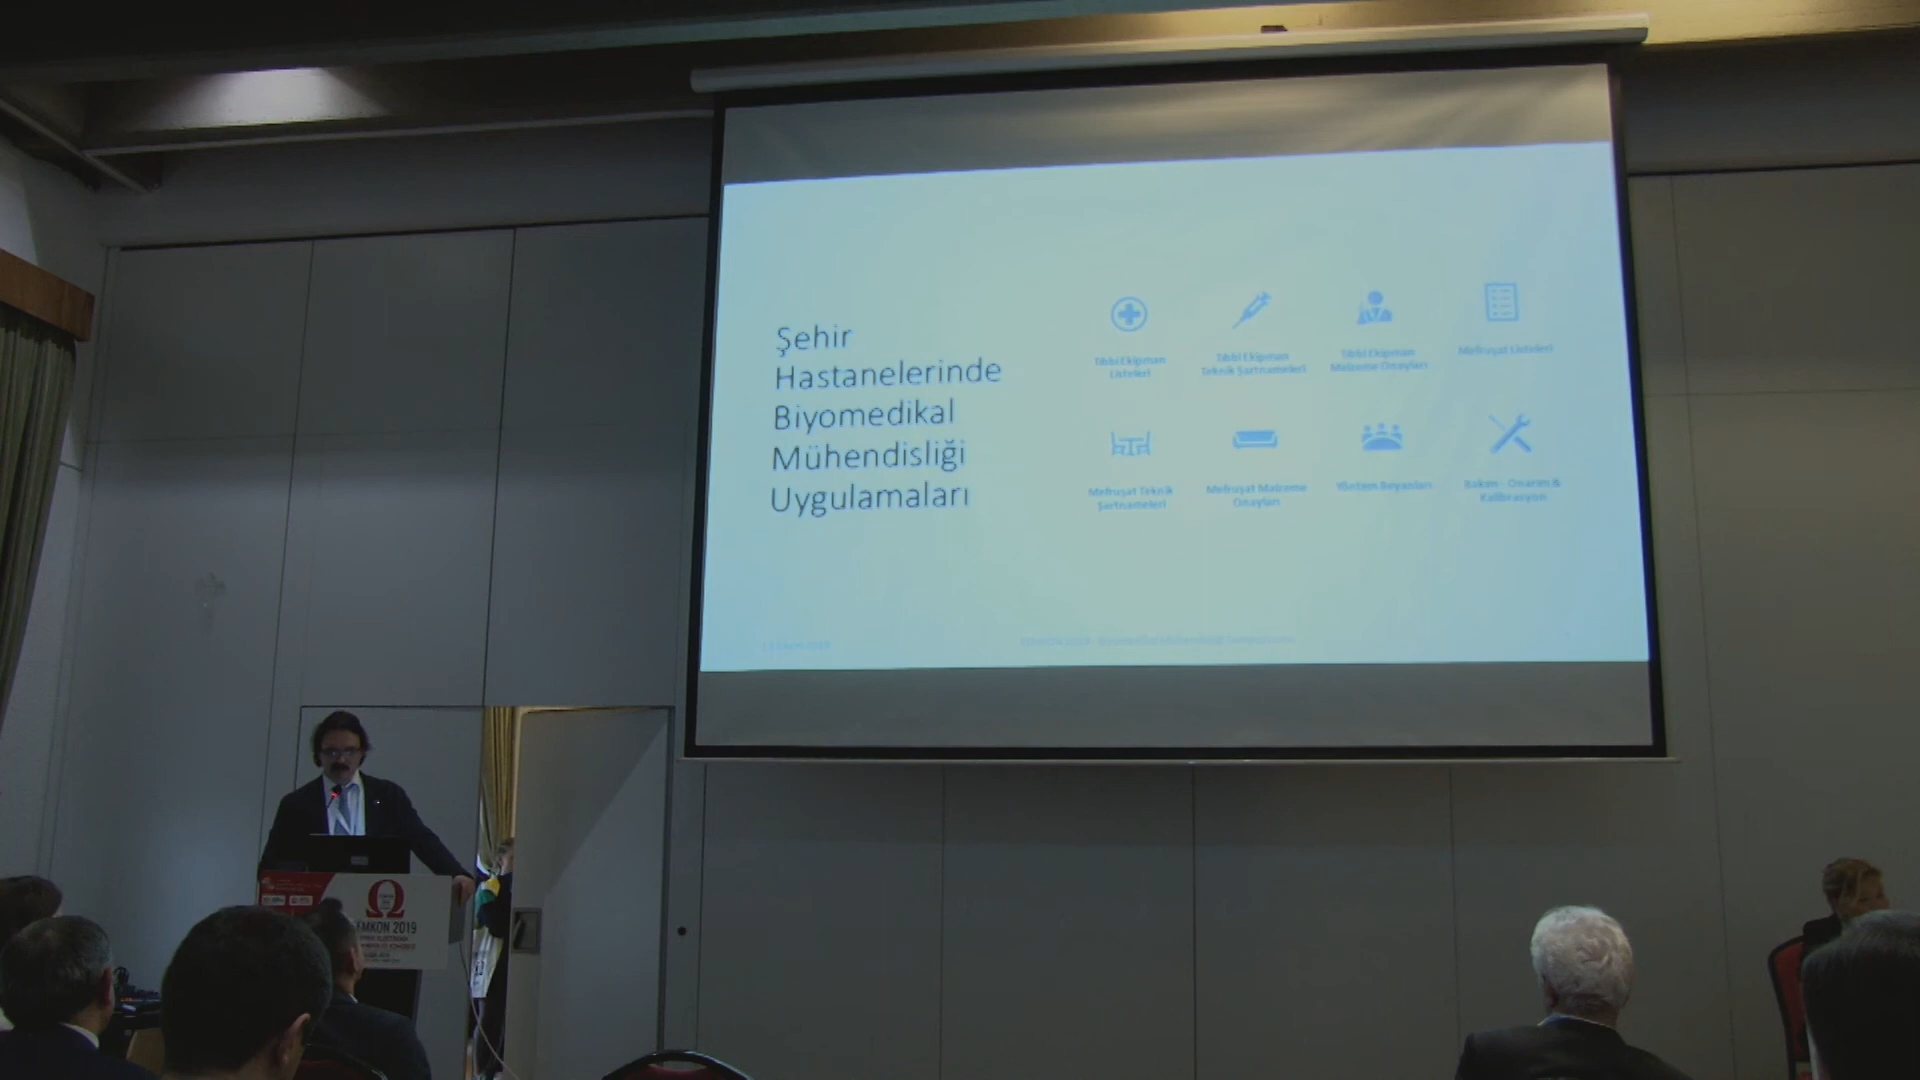 Şehir
Hastanelerinde
Biyomedikal
Mühendisliği
Uygulamaları
Tıbbi Ekipman
Listeleri
Tıbbi Ekipman
Teknik Şartnameleri
Tıbbi Ekipman
Malzeme Onayları
Mefruşat Listeleri
Mefruşat Teknik
Şartnameleri
Mefruşat Malzeme
Onayları
Yöntem Beyanları
Bakım - Onarım &
Kalibrasyon
EMKON 2019